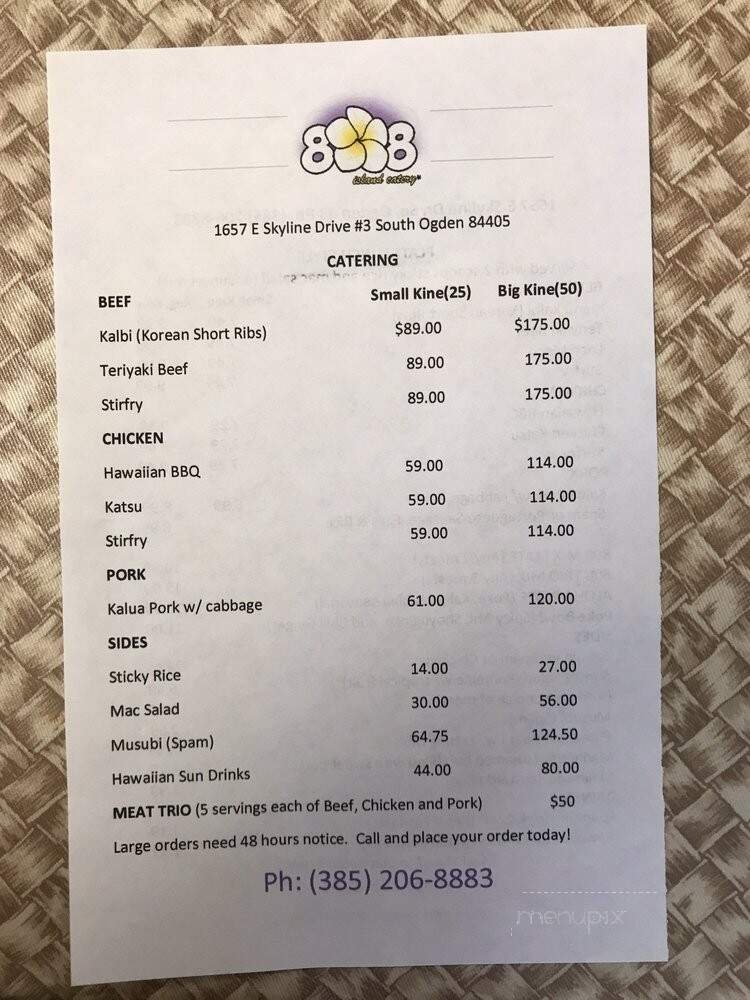 808
island eatery
1657 E Skyline Drive #3 South Ogden 84405
CATERING
BEEF Small Kine(25) Big Kine(50)
Kalbi (Korean Short Ribs) $89.00 $175.00
Teriyaki Beef 89.00 175.00
Stirfry 89.00 175.00
CHICKEN
Hawaiian BBQ 59.00 114.00
Katsu 59.00 114.00
Stirfry 59.00 114.00
PORK
Kalua Pork w/ cabbage 61.00 120.00
SIDES
Sticky Rice 14.00 27.00
Mac Salad 30.00 56.00
Musubi (Spam) 64.75 124.50
Hawaiian Sun Drinks 44.00 80.00
MEAT TRIO (5 servings each of Beef, Chicken and Pork) $50
Large orders need 48 hours notice. Call and place your order today!
Ph: (385) 206-8883
menupix